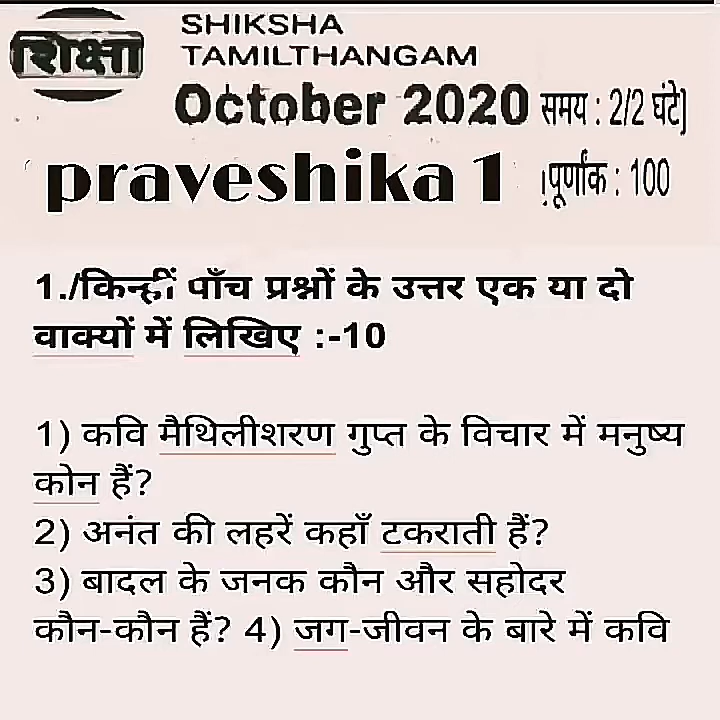 शिक्षा
SHIKSHA
TAMILTHANGAM
October 2020 समय : 2/2 घंटे]
praveshika 1 पूर्णांक : 100
1./किन्हीं पाँच प्रश्नों के उत्तर एक या दो
वाक्यों में लिखिए :-10
1) कवि मैथिलीशरण गुप्त के विचार में मनुष्य
कोन हैं?
2) अनंत की लहरें कहाँ टकराती हैं?
3) बादल के जनक कौन और सहोदर
कौन-कौन हैं? 4) जग-जीवन के बारे में कवि